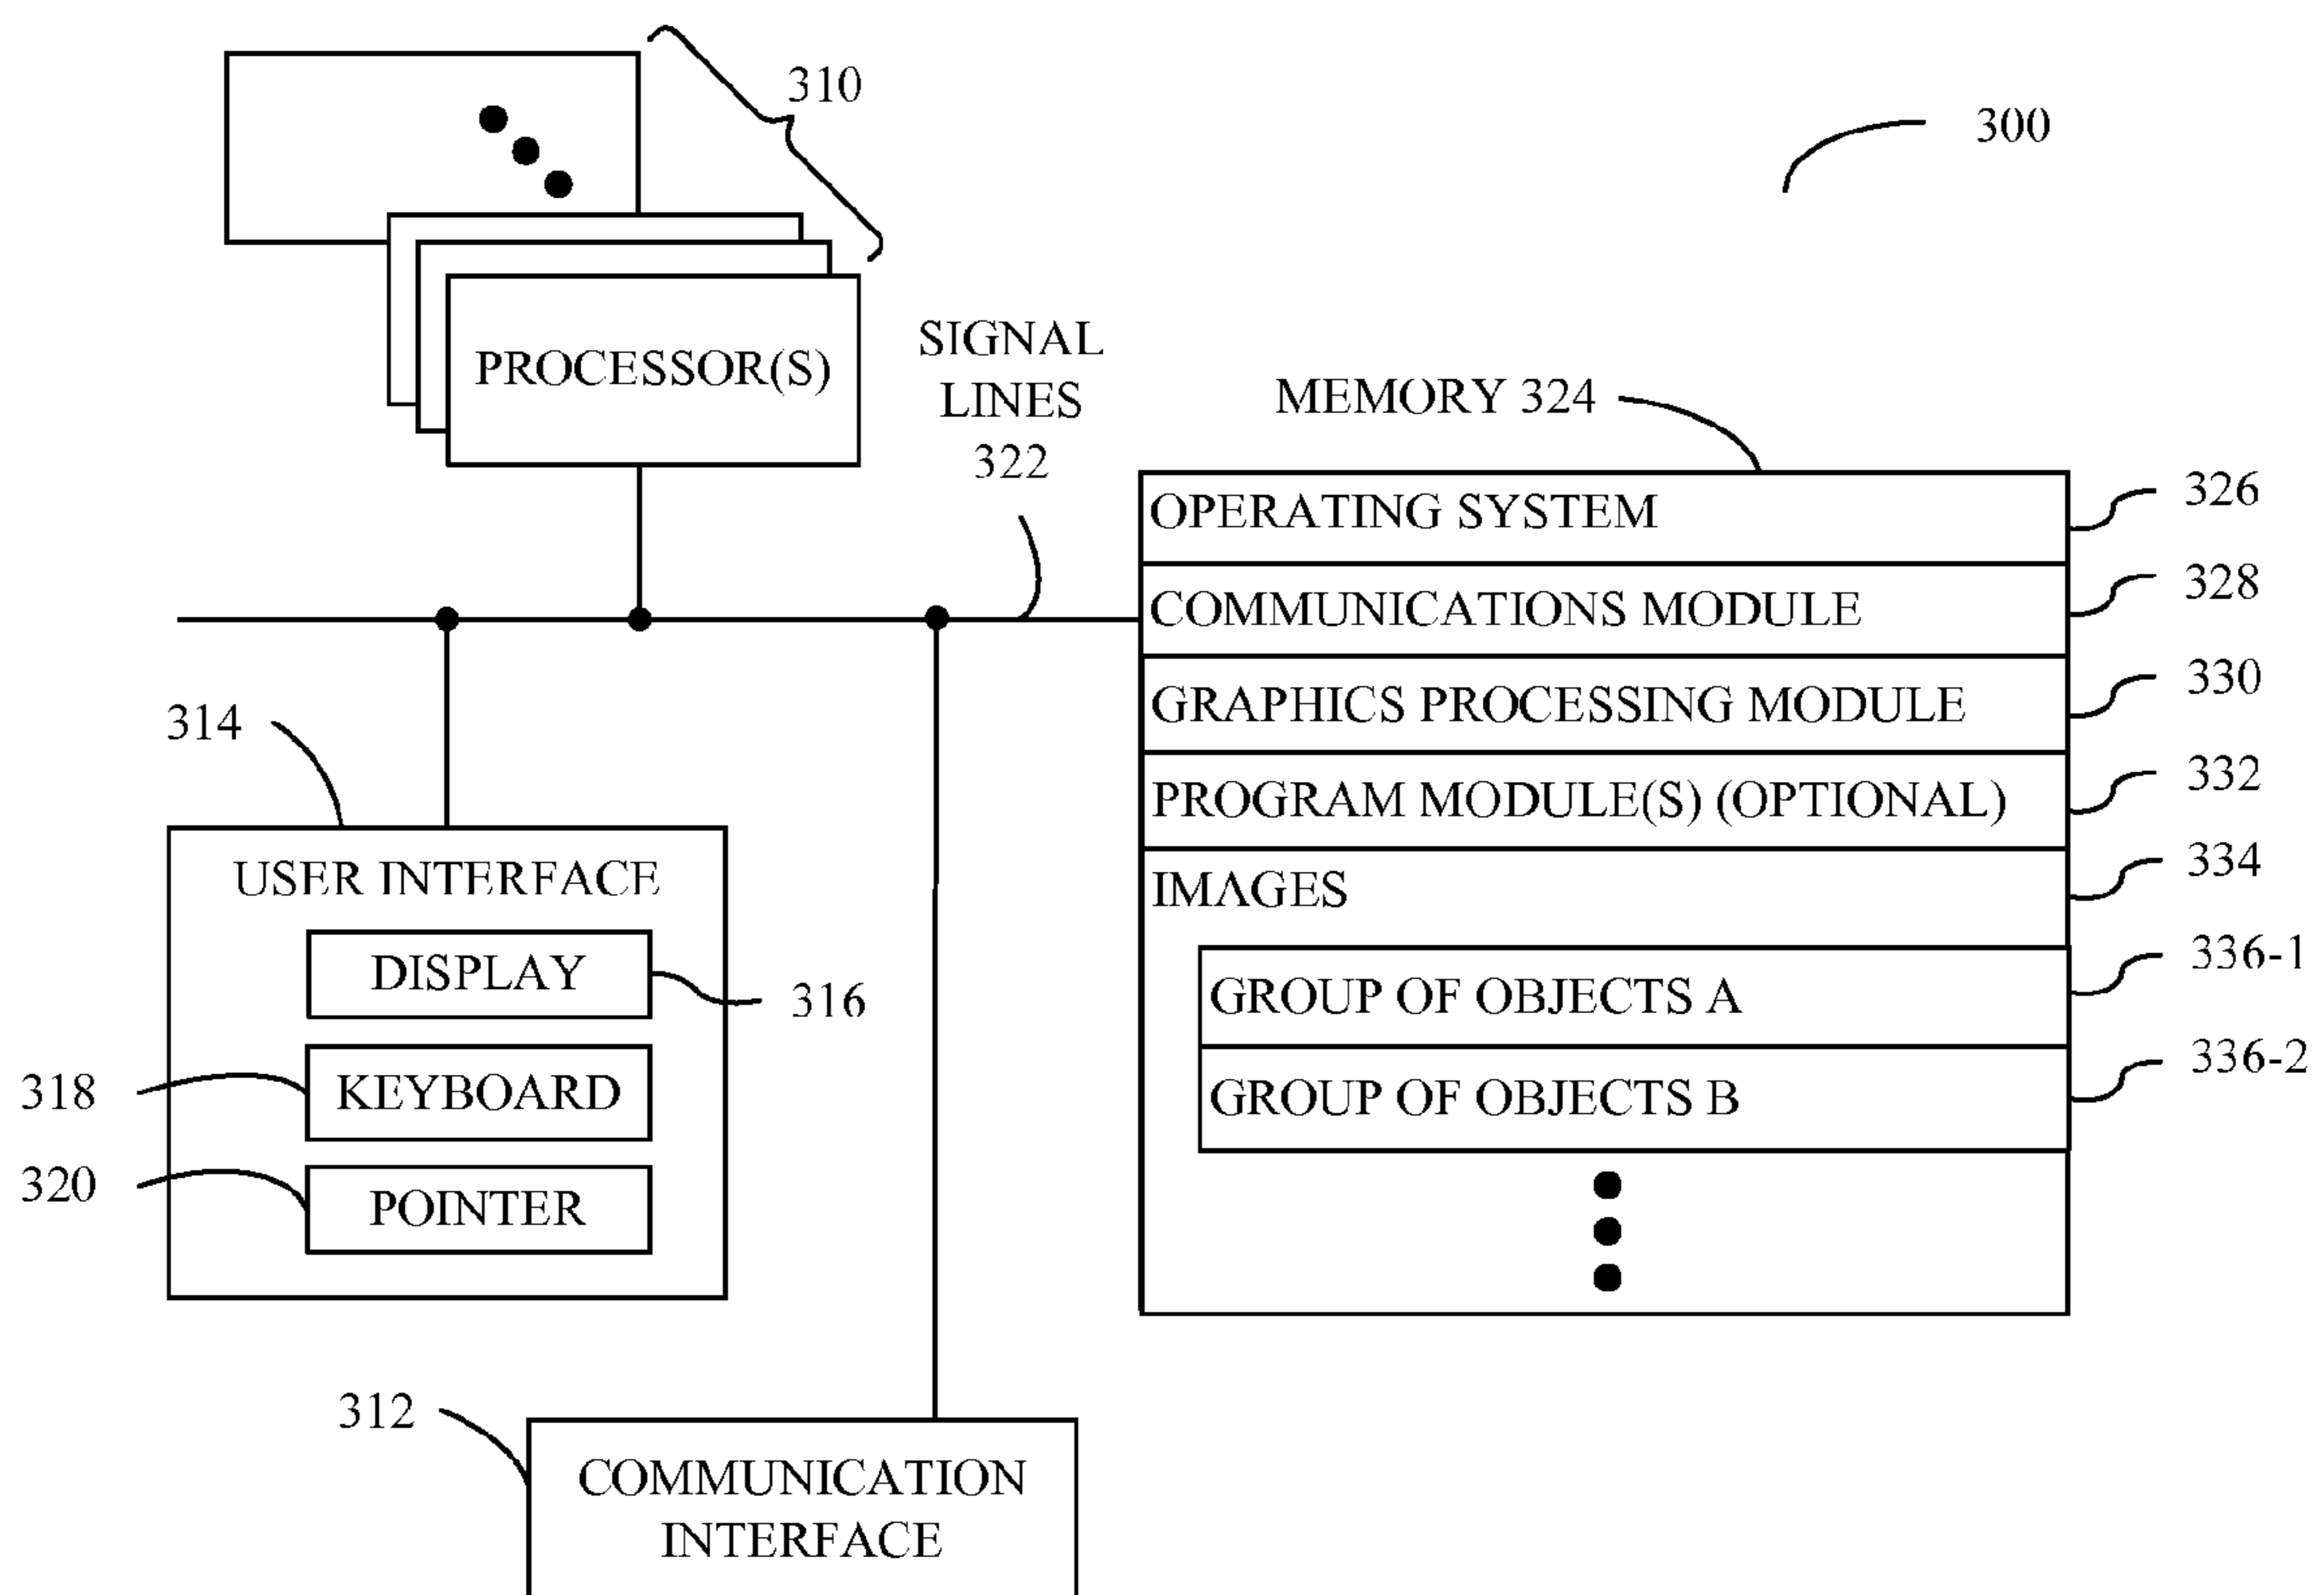 310
300
PROCESSOR(S)
SIGNAL
LINES
322
MEMORY 324
OPERATING SYSTEM
326
COMMUNICATIONS MODULE
328
GRAPHICS PROCESSING MODULE
330
PROGRAM MODULE(S) (OPTIONAL)
332
IMAGES
334
GROUP OF OBJECTS A
336-1
GROUP OF OBJECTS B
336-2
314
USER INTERFACE
DISPLAY
316
318
KEYBOARD
320
POINTER
312
COMMUNICATION
INTERFACE